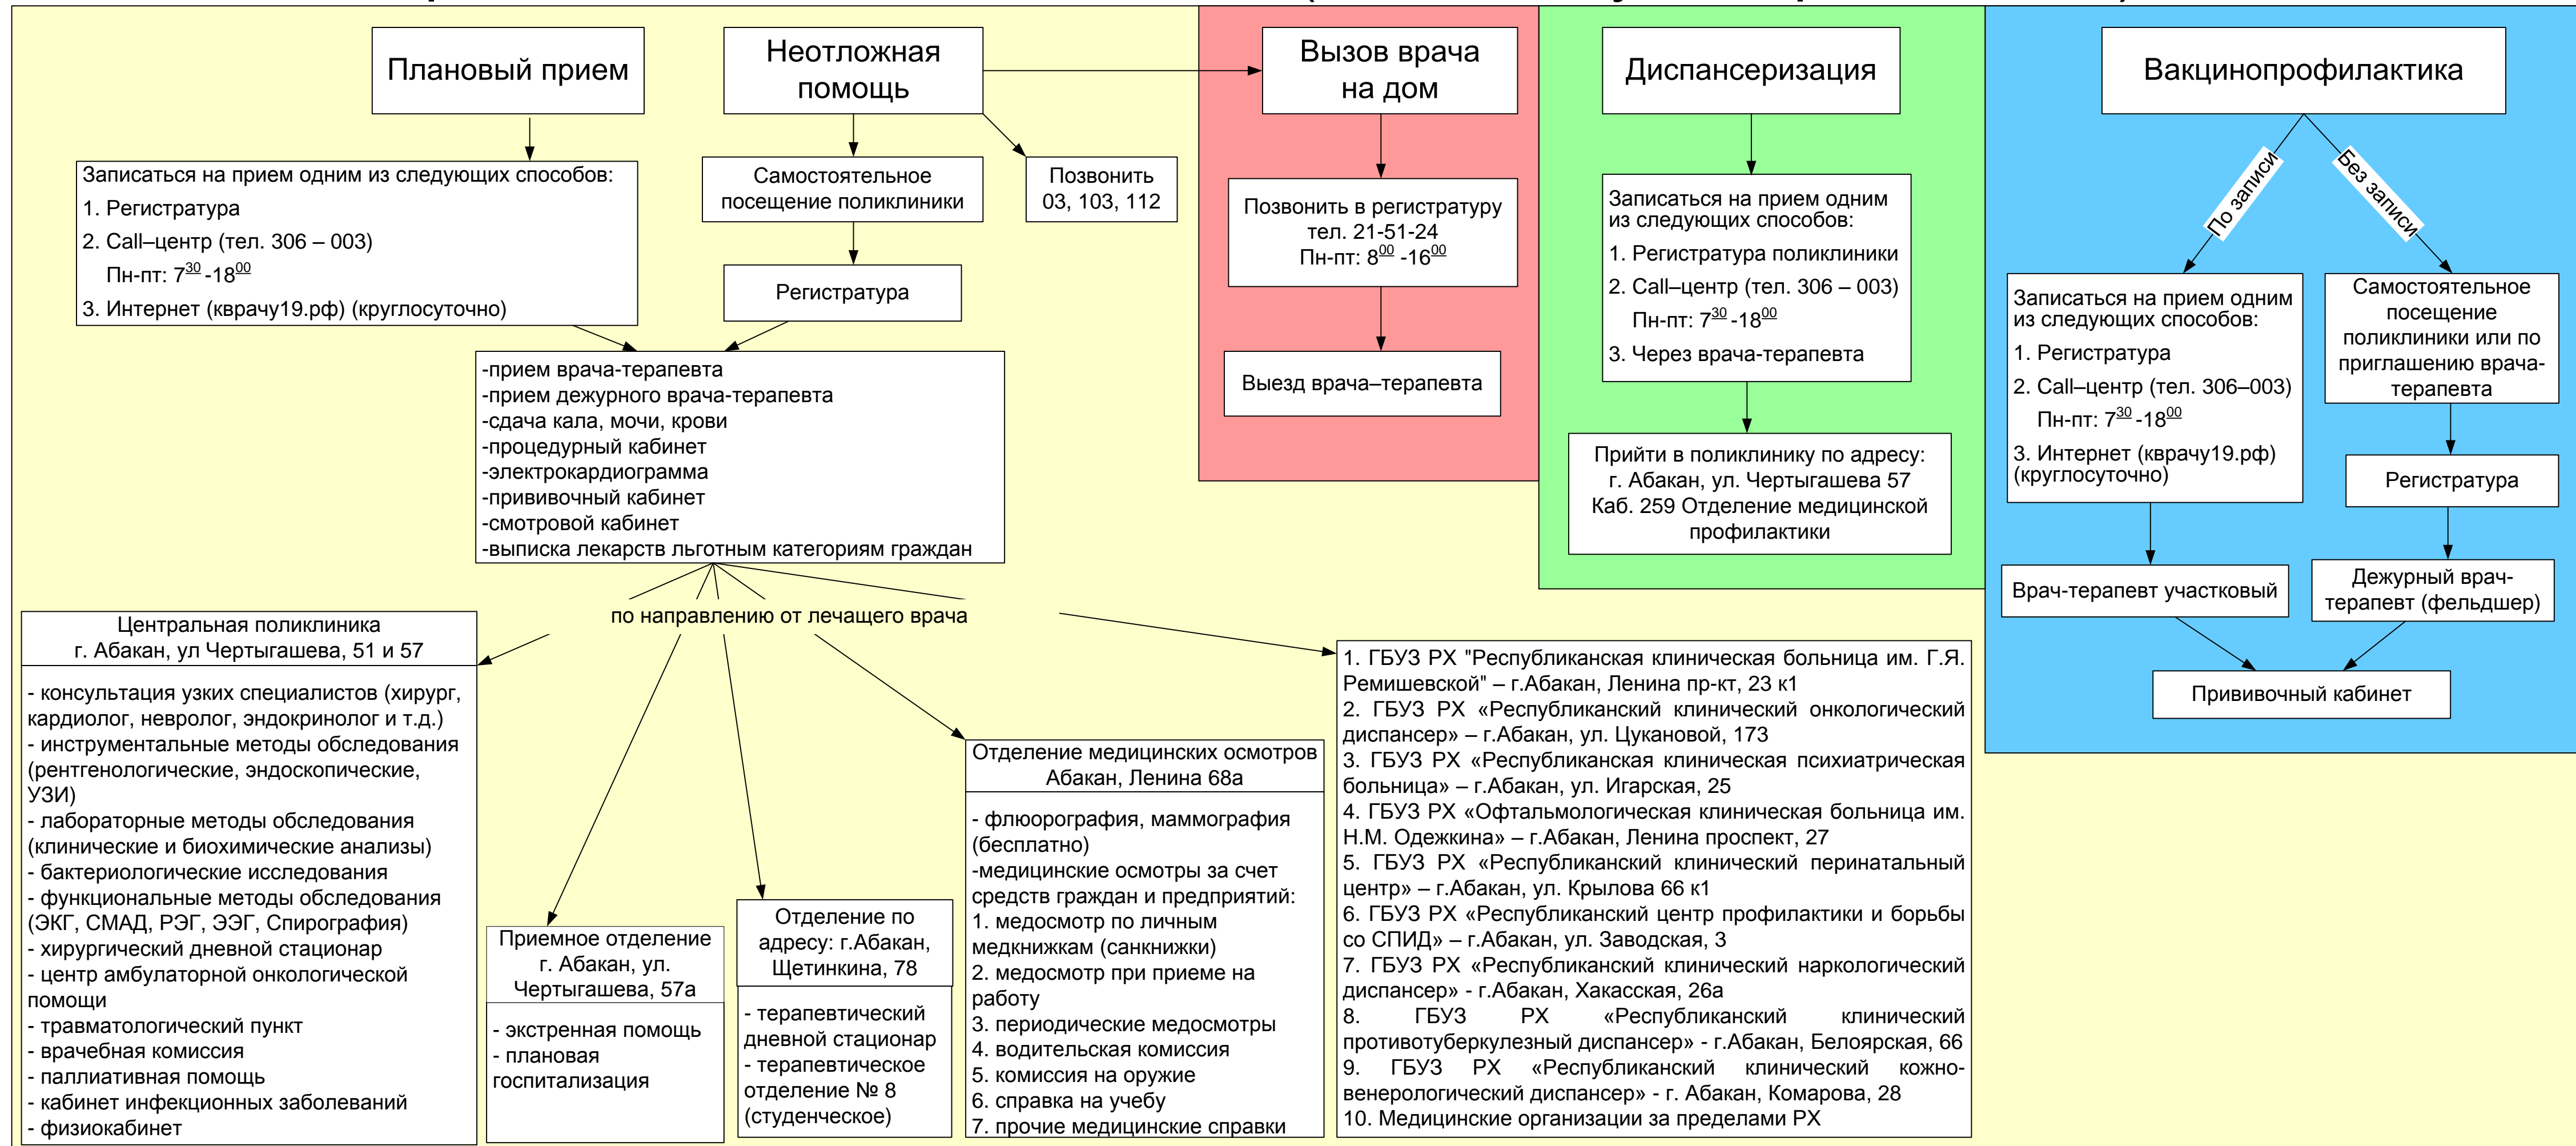 Плановый прием
Неотложная
помощь
Вызов врача
на дом
Диспансеризация
Вакцинопрофилактика
Записаться на прием одним из следующих способов:
1. Регистратура
2. Call–центр (тел. 306 – 003)
Пн-пт: 730 -1800
3. Интернет (кврачу19.рф) (круглосуточно)
Самостоятельное
посещение поликлиники
Позвонить
03, 103, 112
Регистратура
-прием врача-терапевта
-прием дежурного врача-терапевта
-сдача кала, мочи, крови
-процедурный кабинет
-электрокардиограмма
-прививочный кабинет
-смотровой кабинет
-выписка лекарств льготным категориям граждан
Позвонить в регистратуру
тел. 21-51-24
Пн-пт: 800 -1600
Выезд врача–терапевта
Записаться на прием одним
из следующих способов:
1. Регистратура поликлиники
2. Call–центр (тел. 306 – 003)
Пн-пт: 730 -1800
3. Через врача-терапевта
Прийти в поликлинику по адресу:
г. Абакан, ул. Чертыгашева 57
Каб. 259 Отделение медицинской
профилактики
По записи
Без записи
Записаться на прием одним
из следующих способов:
1. Регистратура
2. Call–центр (тел. 306–003)
Пн-пт: 730 -1800
3. Интернет (кврачу19.рф)
(круглосуточно)
Врач-терапевт участковый
Самостоятельное
посещение
поликлиники или по
приглашению врача-
терапевта
Регистратура
Дежурный врач-
терапевт (фельдшер)
Прививочный кабинет
по направлению от лечащего врача
Центральная поликлиника
г. Абакан, ул Чертыгашева, 51 и 57
- консультация узких специалистов (хирург,
кардиолог, невролог, эндокринолог и т.д.)
- инструментальные методы обследования
(рентгенологические, эндоскопические,
УЗИ)
- лабораторные методы обследования
(клинические и биохимические анализы)
- бактериологические исследования
- функциональные методы обследования
(ЭКГ, СМАД, РЭГ, ЭЭГ, Спирография)
- хирургический дневной стационар
- центр амбулаторной онкологической
помощи
- травматологический пункт
- врачебная комиссия
- паллиативная помощь
- кабинет инфекционных заболеваний
- физиокабинет
Приемное отделение
г. Абакан, ул.
Чертыгашева, 57а
- экстренная помощь
- плановая
госпитализация
Отделение по
адресу: г.Абакан,
Щетинкина, 78
- терапевтический
дневной стационар
- терапевтическое
отделение № 8
(студенческое)
Отделение медицинских осмотров
Абакан, Ленина 68а
- флюорография, маммография
(бесплатно)
-медицинские осмотры за счет
средств граждан и предприятий:
1. медосмотр по личным
медкнижкам (санкнижки)
2. медосмотр при приеме на
работу
3. периодические медосмотры
4. водительская комиссия
5. комиссия на оружие
6. справка на учебу
7. прочие медицинские справки
1. ГБУЗ РХ "Республиканская клиническая больница им. Г.Я.
Ремишевской" – г.Абакан, Ленина пр-кт, 23 к1
2. ГБУЗ РХ «Республиканский клинический онкологический
диспансер» – г.Абакан, ул. Цукановой, 173
3. ГБУЗ РХ «Республиканская клиническая психиатрическая
больница» – г.Абакан, ул. Игарская, 25
4. ГБУЗ РХ «Офтальмологическая клиническая больница им.
Н.М. Одежкина» – г.Абакан, Ленина проспект, 27
5. ГБУЗ РХ «Республиканский клинический перинатальный
центр» – г.Абакан, ул. Крылова 66 к1
6. ГБУЗ РХ «Республиканский центр профилактики и борьбы
со СПИД» – г.Абакан, ул. Заводская, 3
7. ГБУЗ РХ «Республиканский клинический наркологический
диспансер» - г.Абакан, Хакасская, 26а
8. ГБУЗ РХ «Республиканский клинический
противотуберкулезный диспансер» - г.Абакан, Белоярская, 66
9. ГБУЗ РХ «Республиканский клинический кожно-
венерологический диспансер» - г. Абакан, Комарова, 28
10. Медицинские организации за пределами РХ